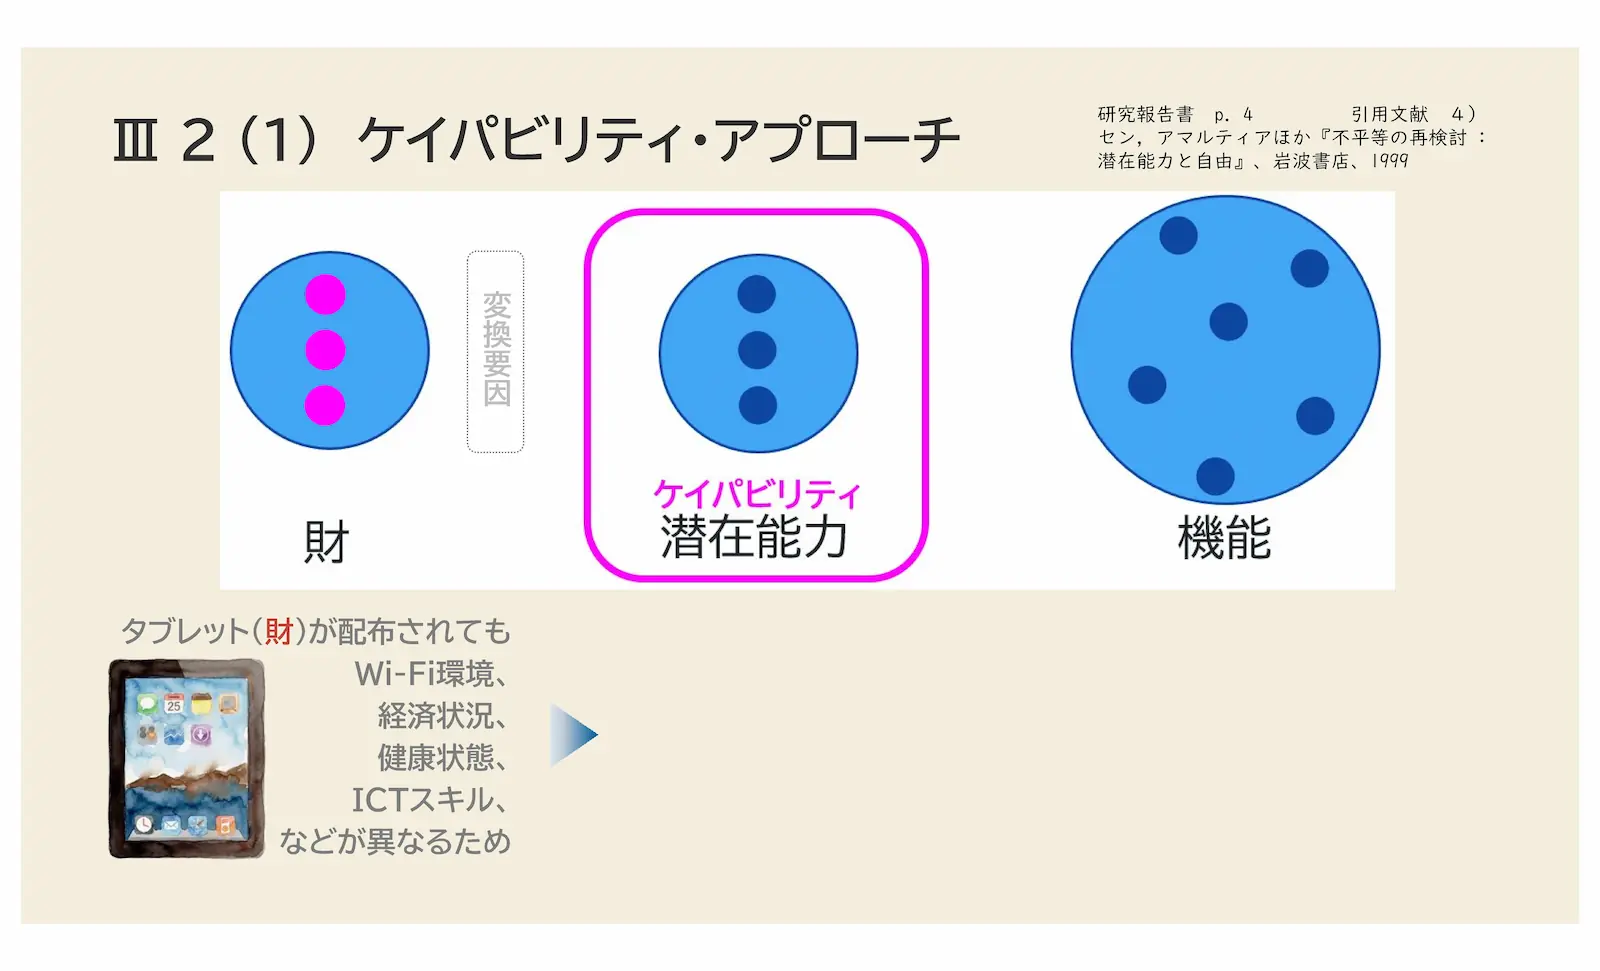 Ⅲ 2 (1) ケイパビリティ・アプローチ
研究報告書 p. 4 引用文献 4)
セン, アマルティアほか『不平等の再検討 :
潜在能力と自由』、岩波書店、1999
変換要因
ケイパビリティ
財
潜在能力
機能
タブレット(財)が配布されても
Wi-Fi環境、
経済状況、
健康状態、
ICTスキル、
などが異なるため
25